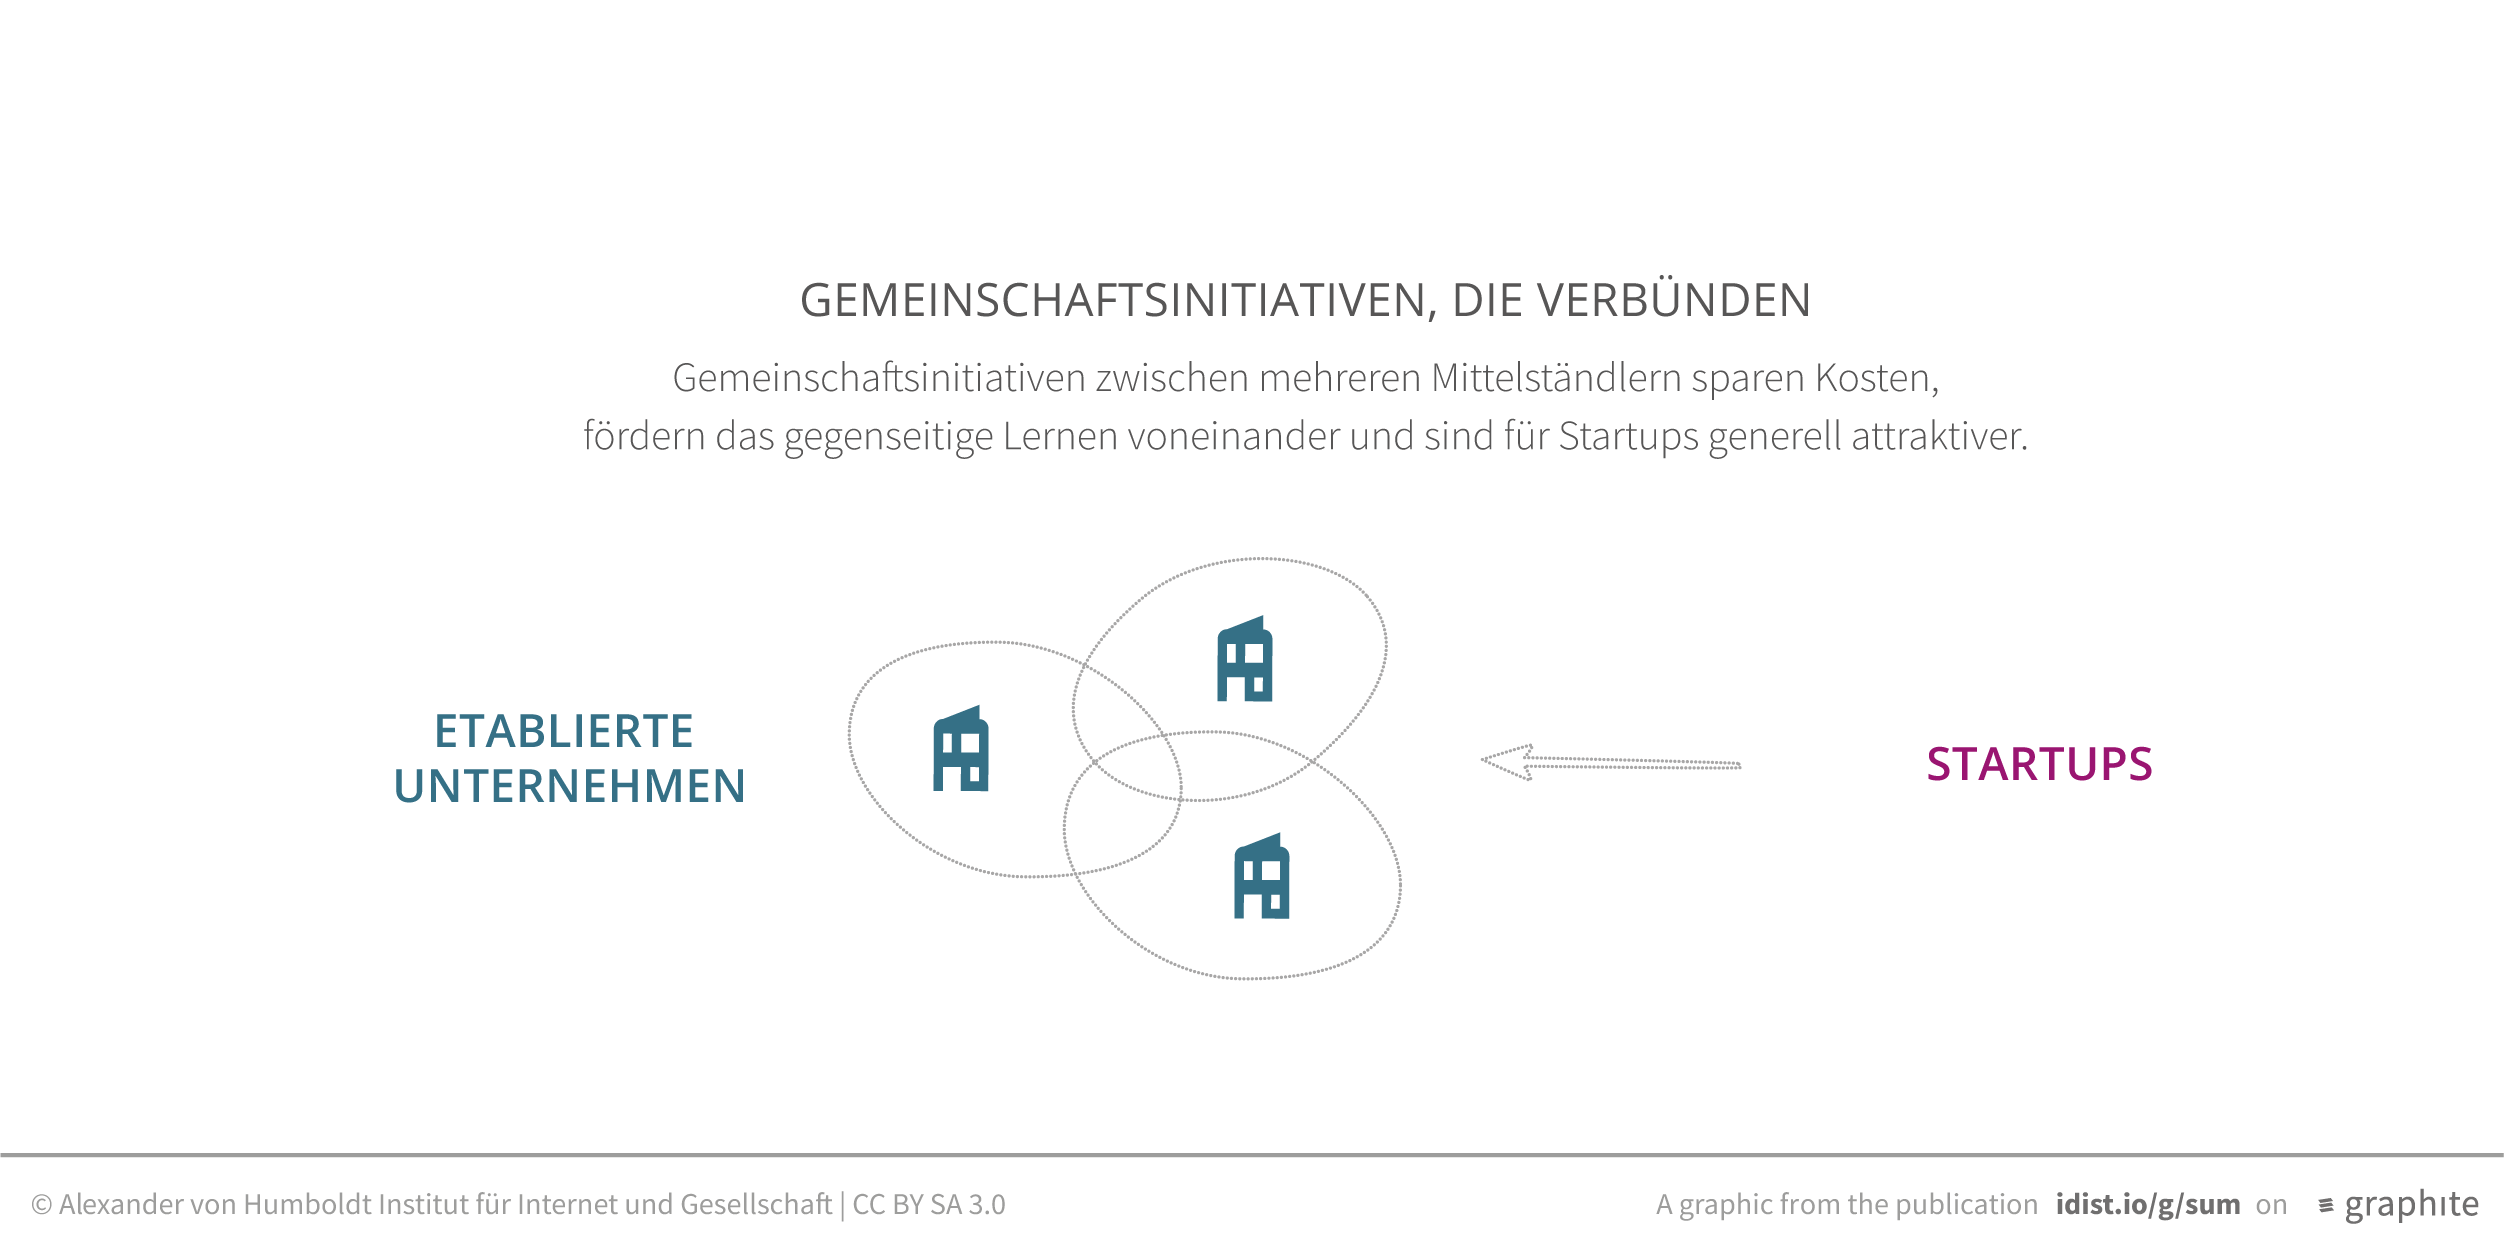 GEMEINSCHAFTSINITIATIVEN, DIE VERBÜNDEN
Gemeinschaftsinitiativen zwischen mehreren Mittelständlern sparen Kosten,
fördern das gegenseitige Lernen voneinander und sind für Startups generell attraktiver.
ETABLIERTE
UNTERNEHMEN
STARTUPS
© Alexander von Humboldt Institut für Internet und Gesellschaft | CC BY SA 3.0
A graphic from the publication idist.io/g/sum on graphite